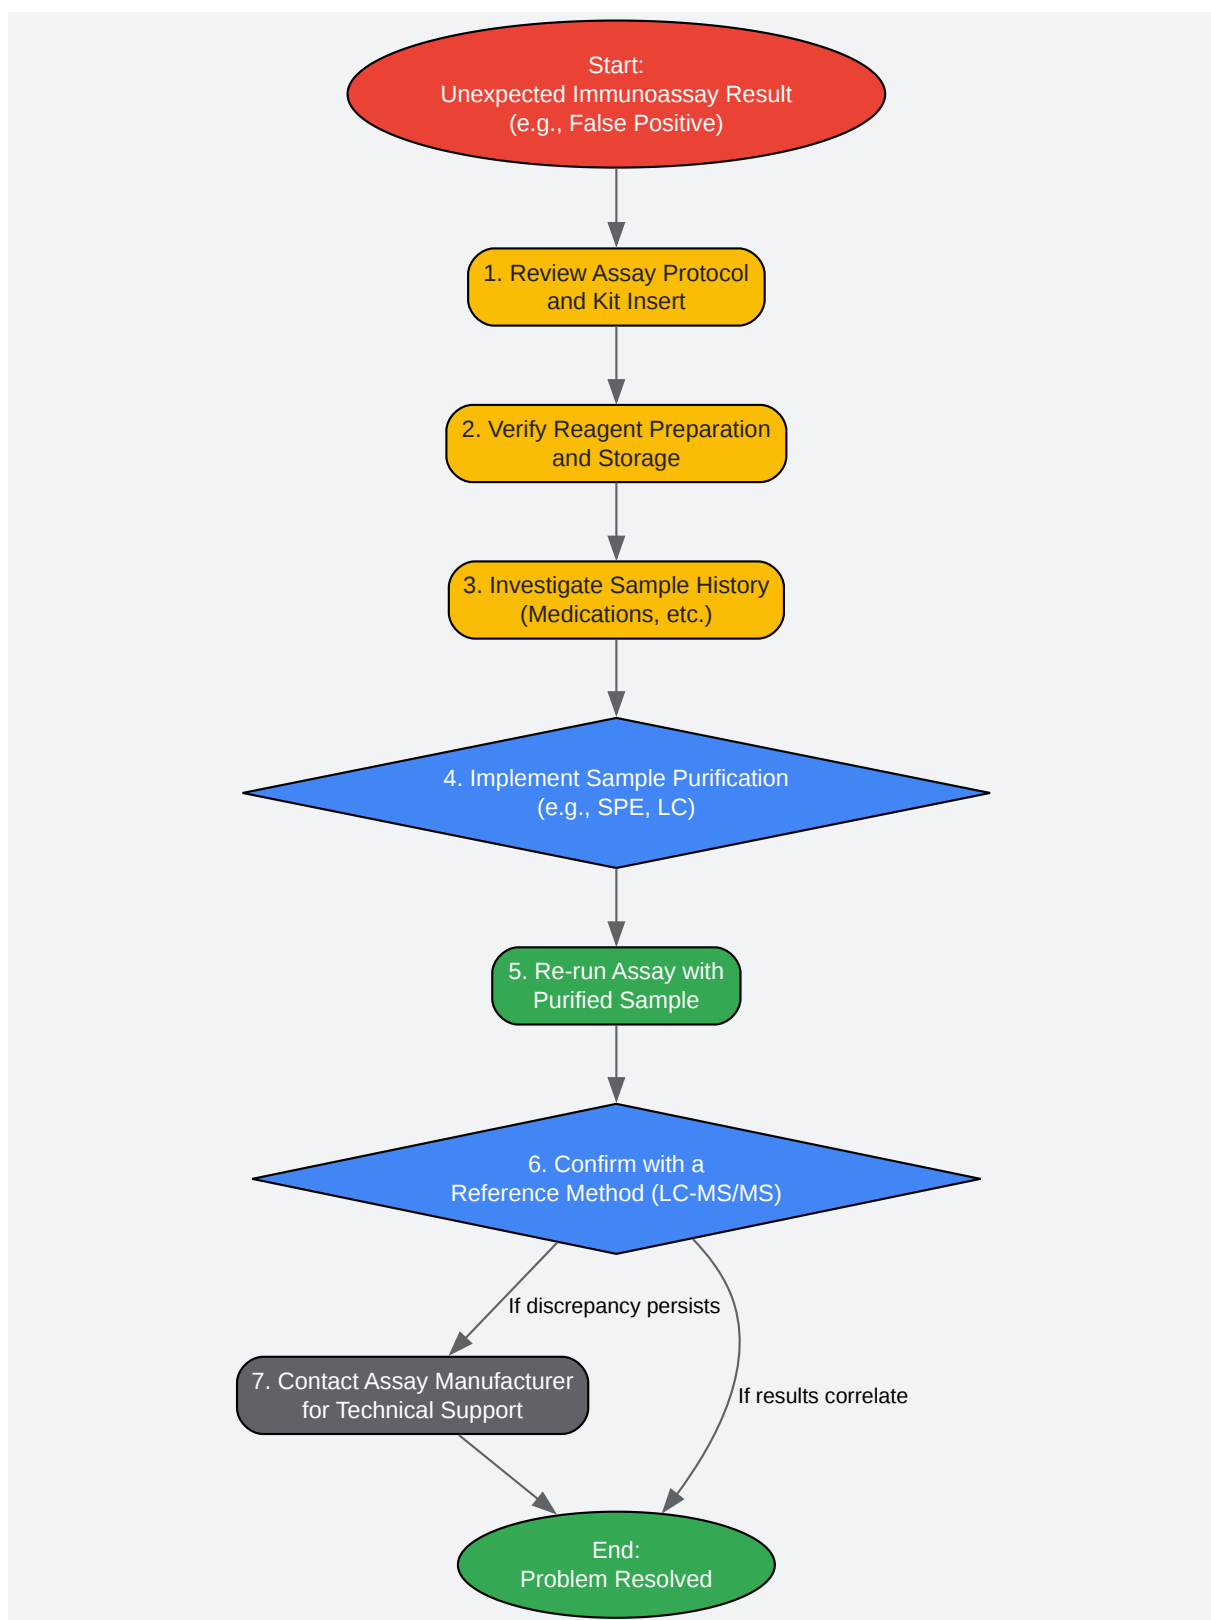 Start:
Unexpected Immunoassay Result
(e.g., False Positive)
1. Review Assay Protocol
and Kit Insert
2. Verify Reagent Preparation
and Storage
3. Investigate Sample History
(Medications, etc.)
4. Implement Sample Purification
(e.g., SPE, LC)
5. Re-run Assay with
Purified Sample
6. Confirm with a
Reference Method (LC-MS/MS)
If discrepancy persists
7. Contact Assay Manufacturer
for Technical Support
If results correlate
End:
Problem Resolved